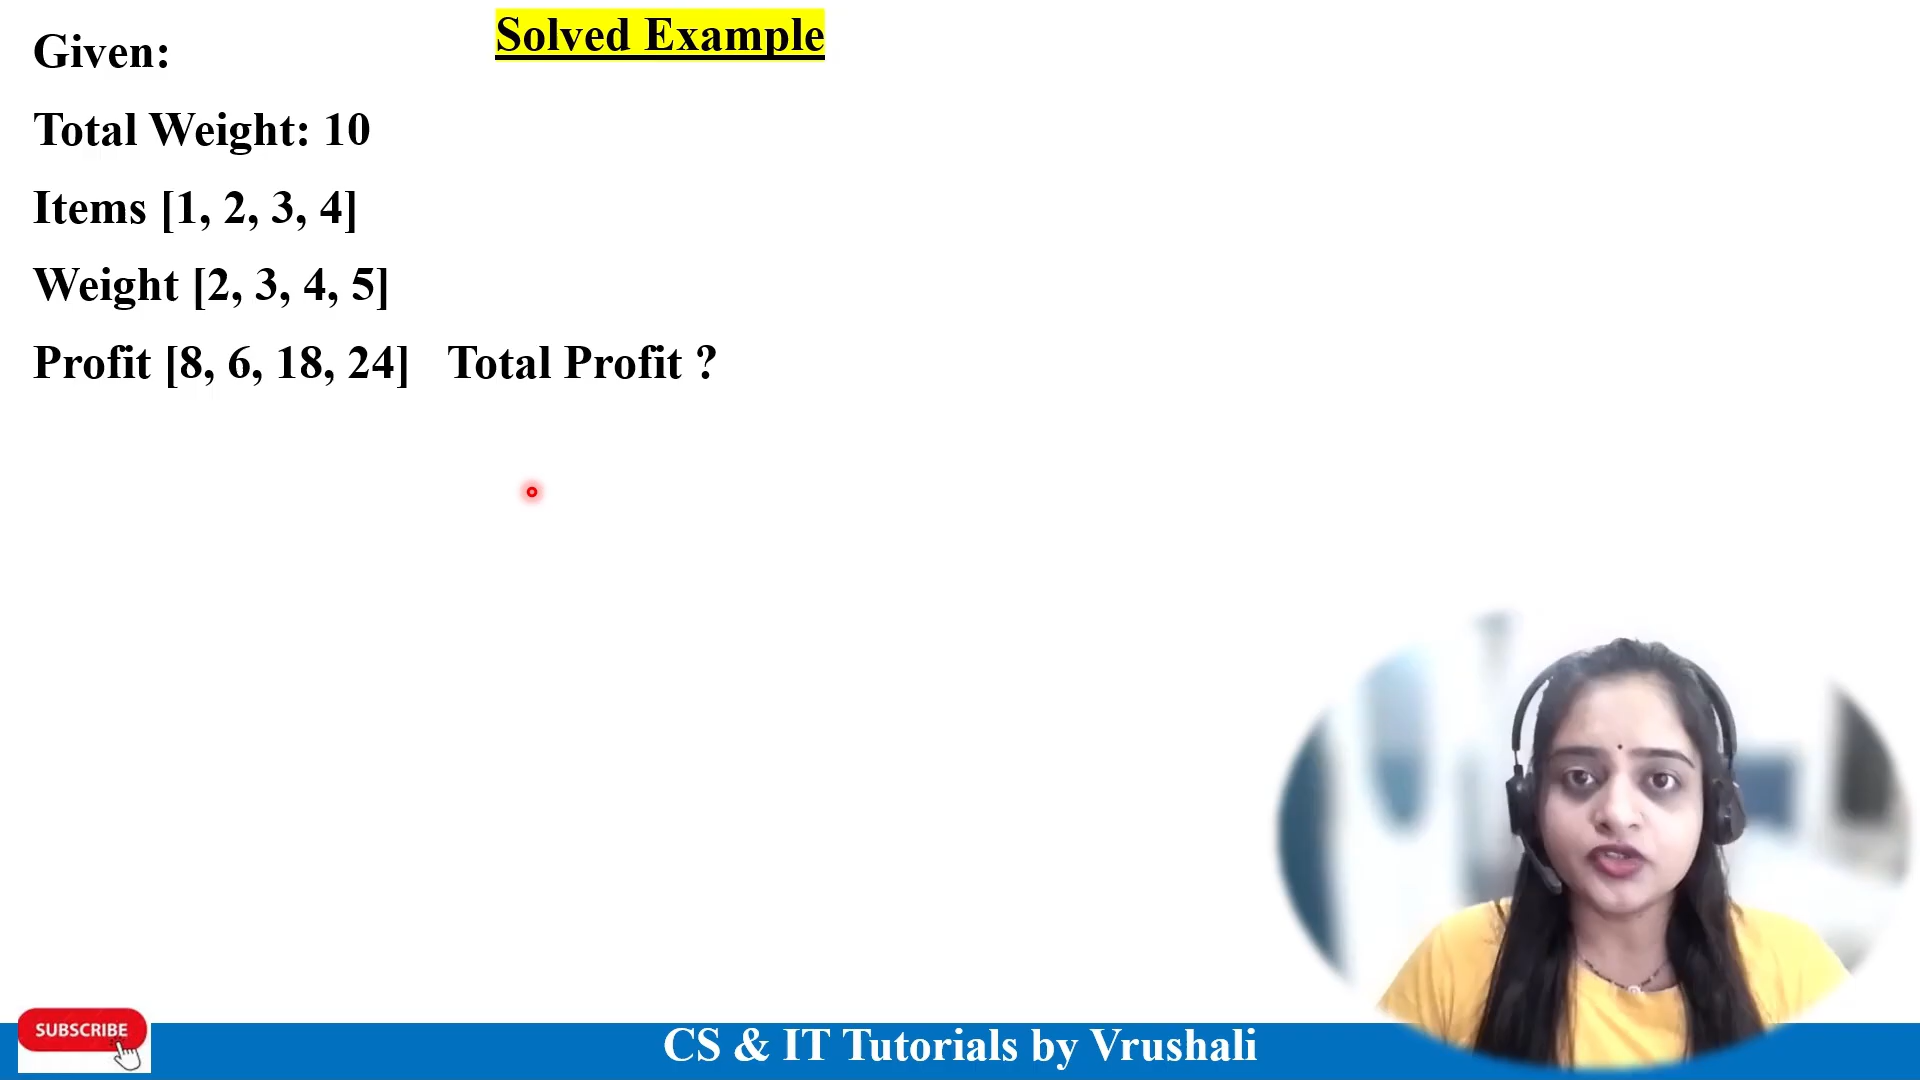 Solved Example
Given:
Total Weight: 10
Items [1, 2, 3, 4]
Weight [2, 3, 4, 5]
Profit [8, 6, 18, 24] Total Profit ?
SUBSCRIBE
CS & IT Tutorials by Vrushali